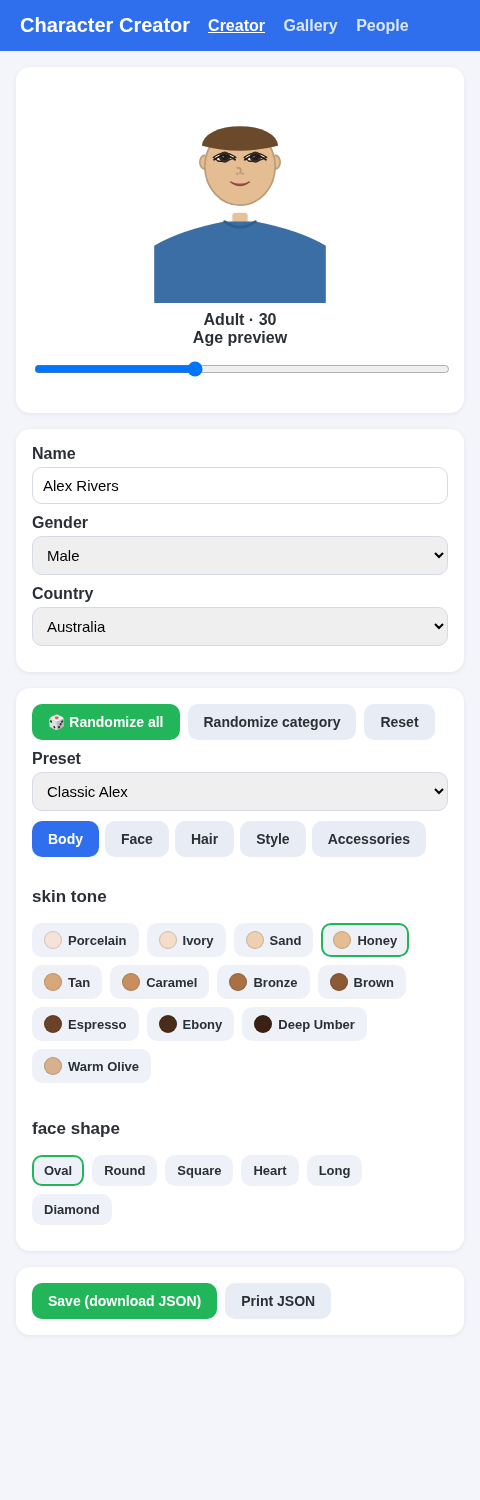 Character Creator Creator Gallery People
Adult · 30
Age preview
Name
Alex Rivers
Gender
Male
Country
Australia
🎲 Randomize all Randomize category Reset
Preset
Classic Alex
Body Face Hair Style Accessories
skin tone
Porcelain Ivory Sand Honey
Tan Caramel Bronze Brown
Espresso Ebony Deep Umber
Warm Olive
face shape
Oval Round Square Heart Long
Diamond
Save (download JSON) Print JSON